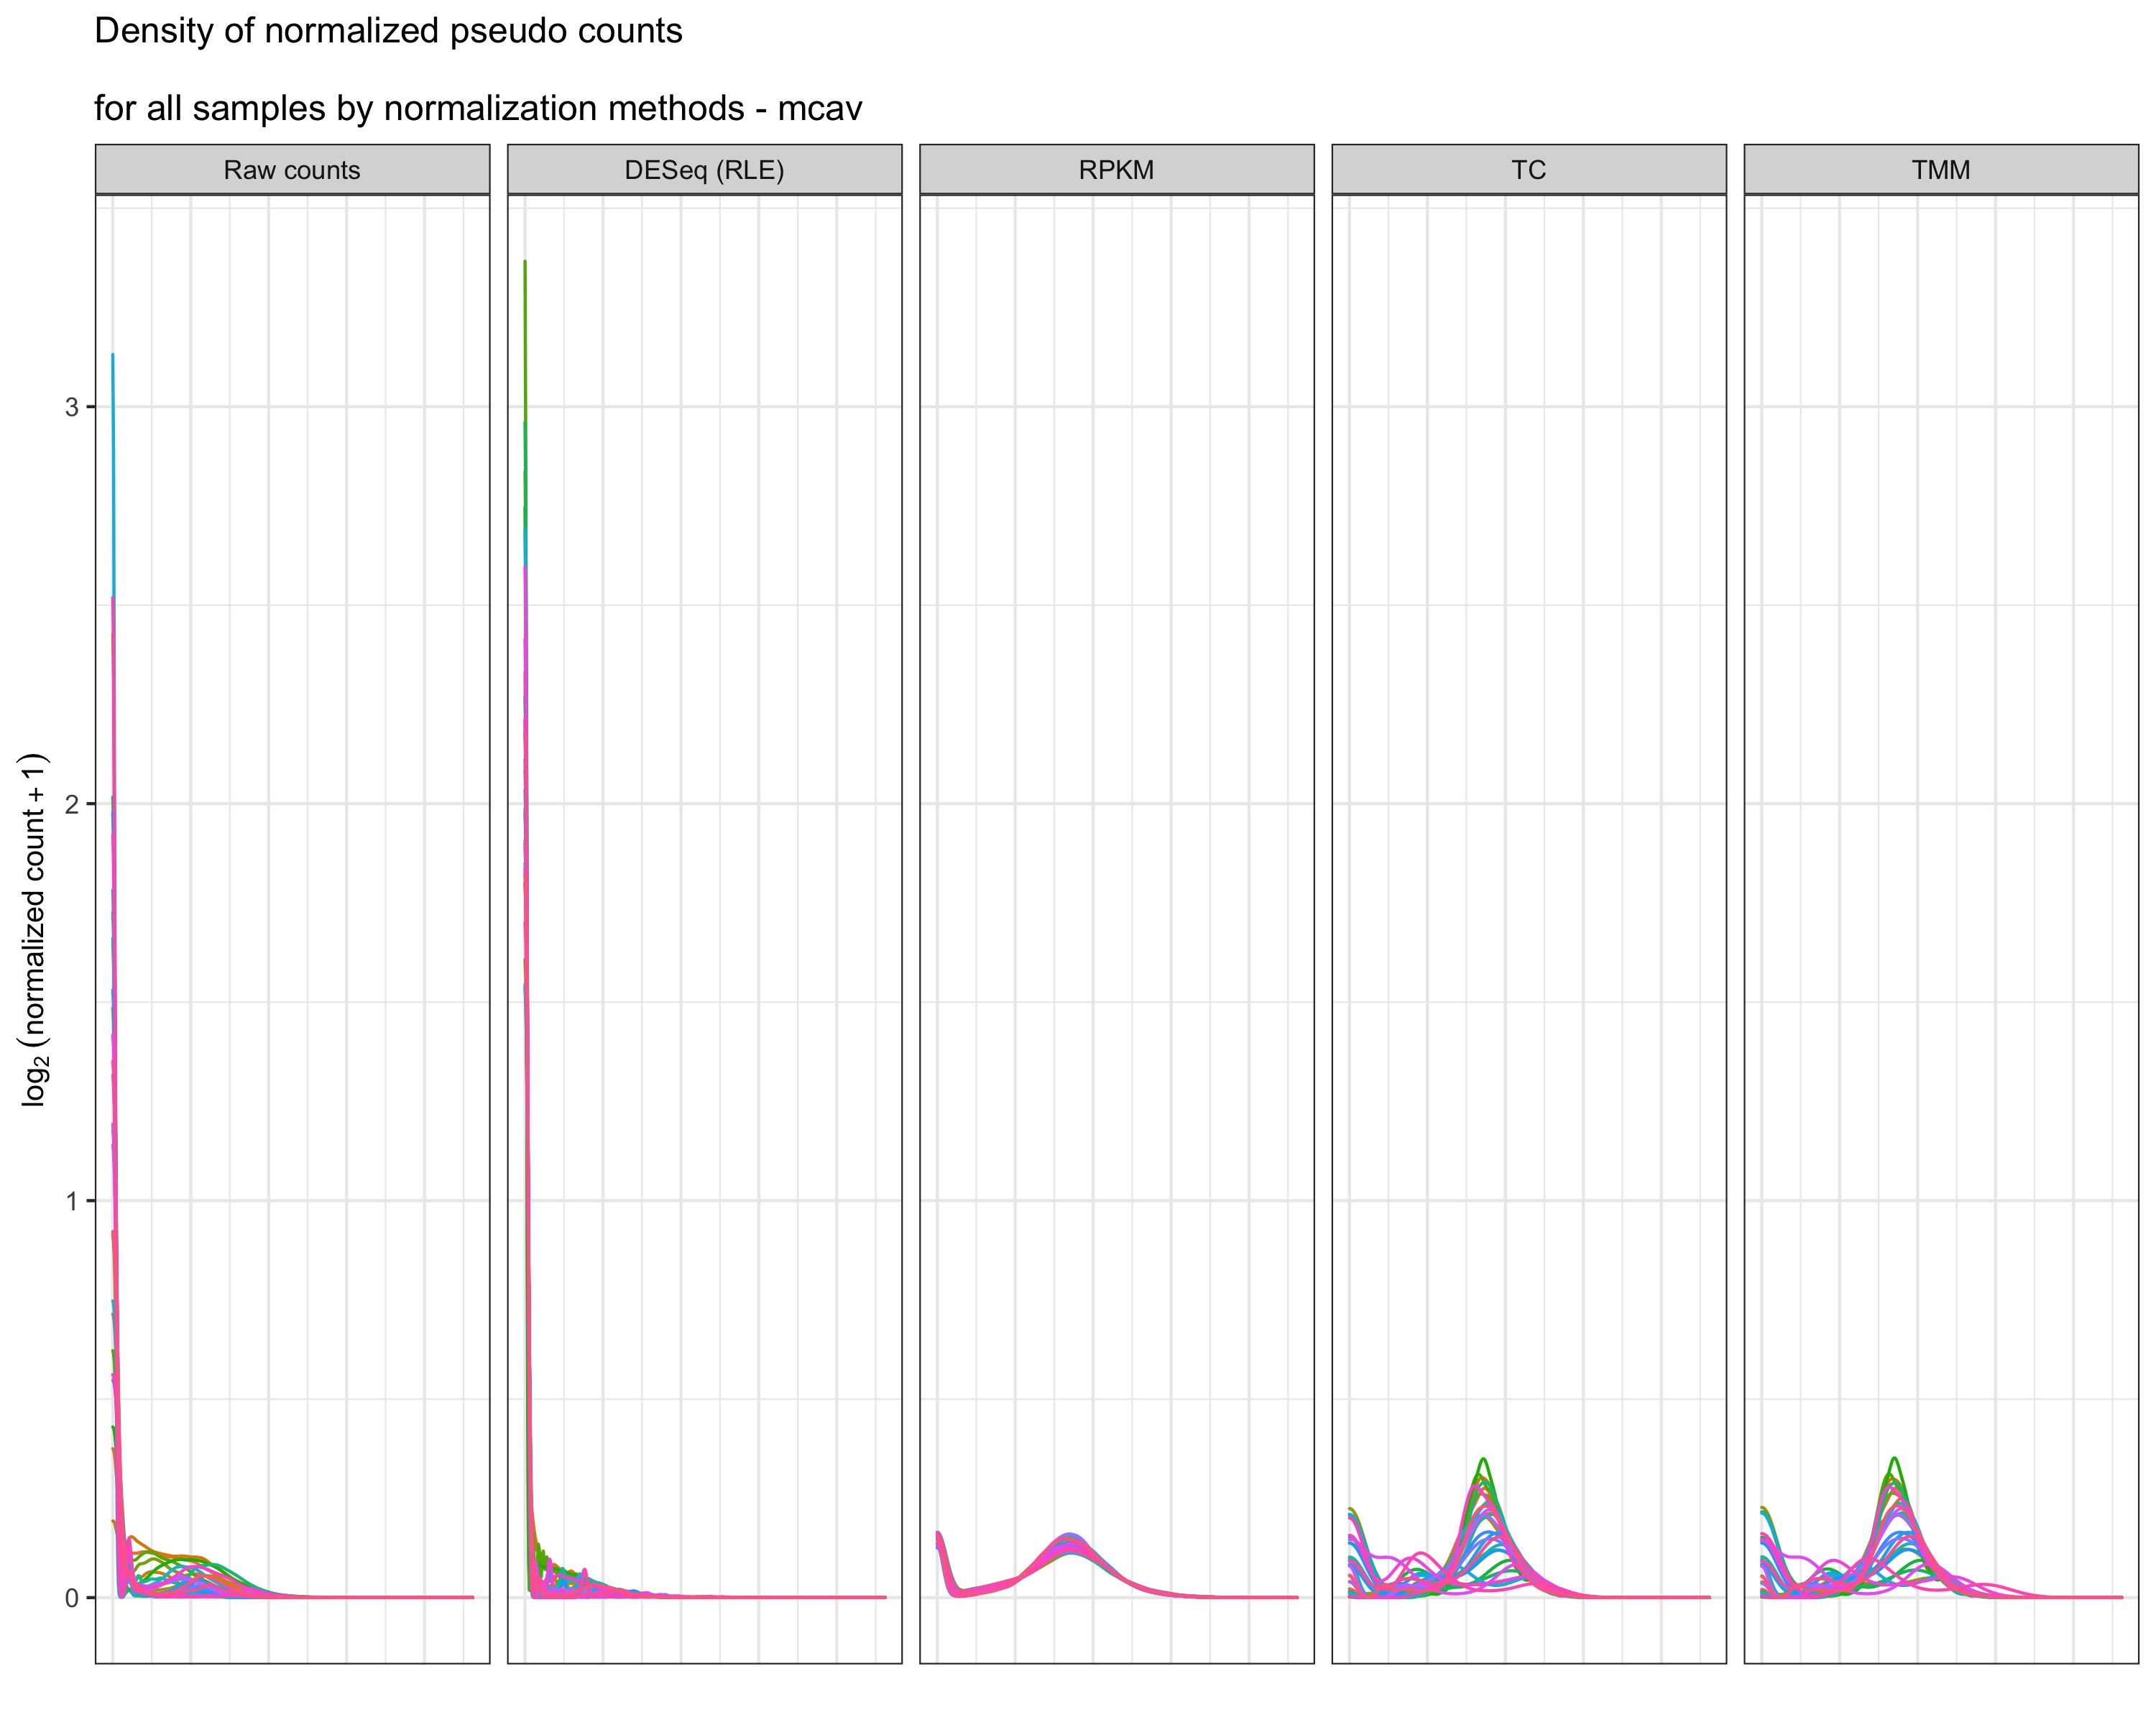 Density of normalized pseudo counts
for all samples by normalization methods - mcav
Raw counts
DESeq (RLE)
RPKM
TC
TMM
log₂ (normalized count + 1)
3
2
1
0